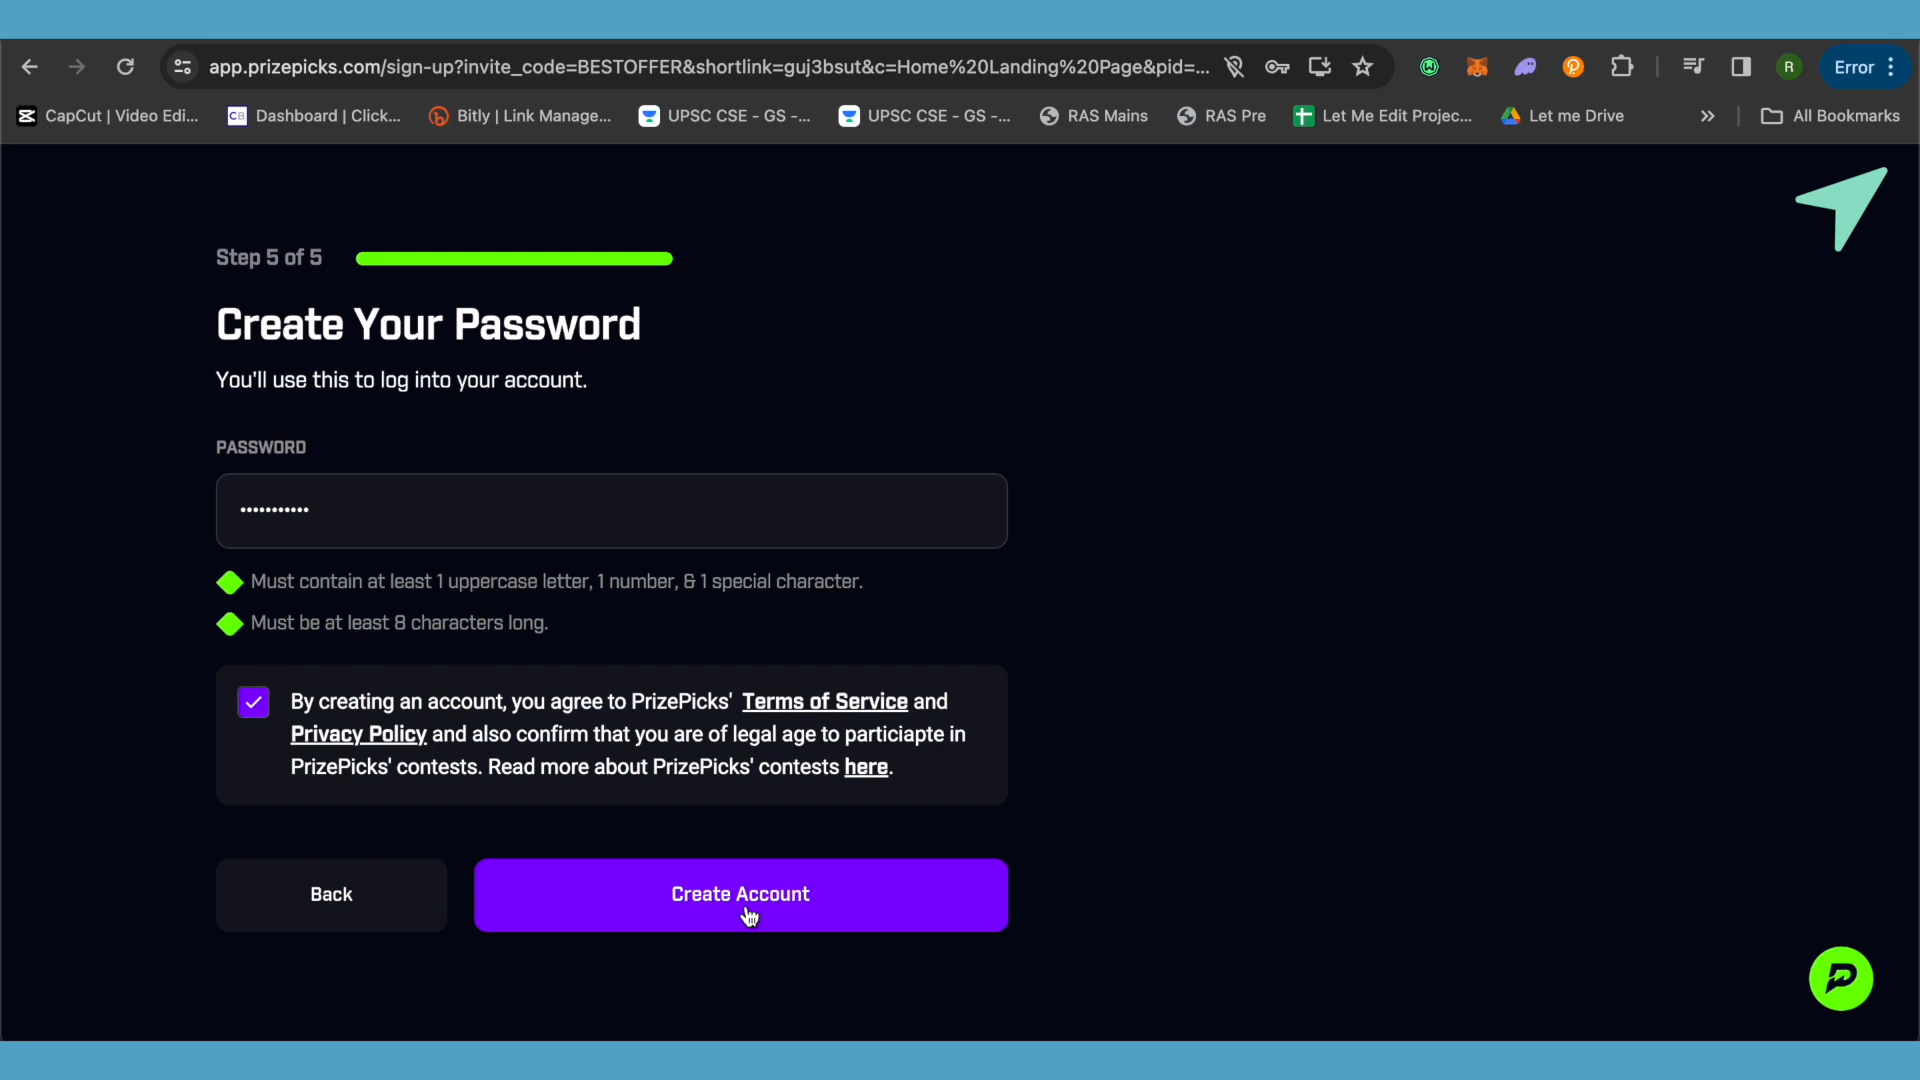 app.prizepicks.com/sign-up?invite_code=BESTOFFER&shortlink=guj3bsut&c=Home%20Landing%20Page&pid=...
R
Error
CapCut | Video Edi...
CB Dashboard | Click...
Bitly | Link Manage...
UPSC CSE - GS -...
UPSC CSE - GS -...
RAS Mains
RAS Pre
Let Me Edit Projec...
Let me Drive
All Bookmarks
Step 5 of 5
Create Your Password
You'll use this to log into your account.
PASSWORD
Must contain at least 1 uppercase letter, 1 number, & 1 special character.
Must be at least 8 characters long.
By creating an account, you agree to PrizePicks' Terms of Service and
Privacy Policy and also confirm that you are of legal age to particiapte in
PrizePicks' contests. Read more about PrizePicks' contests here.
Back
Create Account